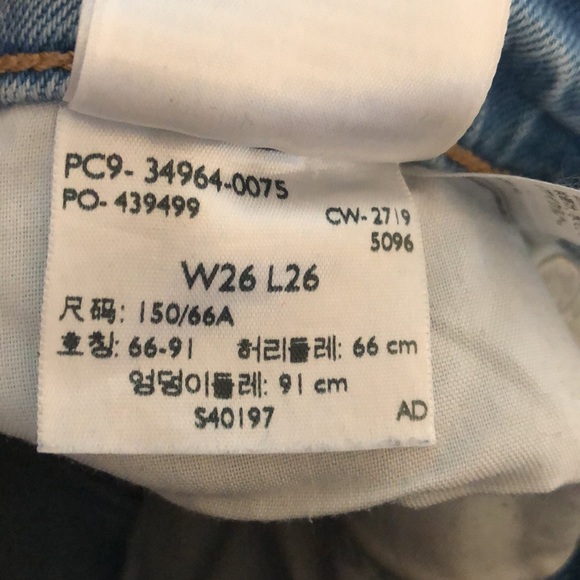 PC9- 34964-0075
PO- 439499
CW- 2719
5096
W26 L26
尺码: 150/66A
호칭: 66-91 허리둘레: 66 cm
엉덩이둘레: 91 cm
S40197 AD